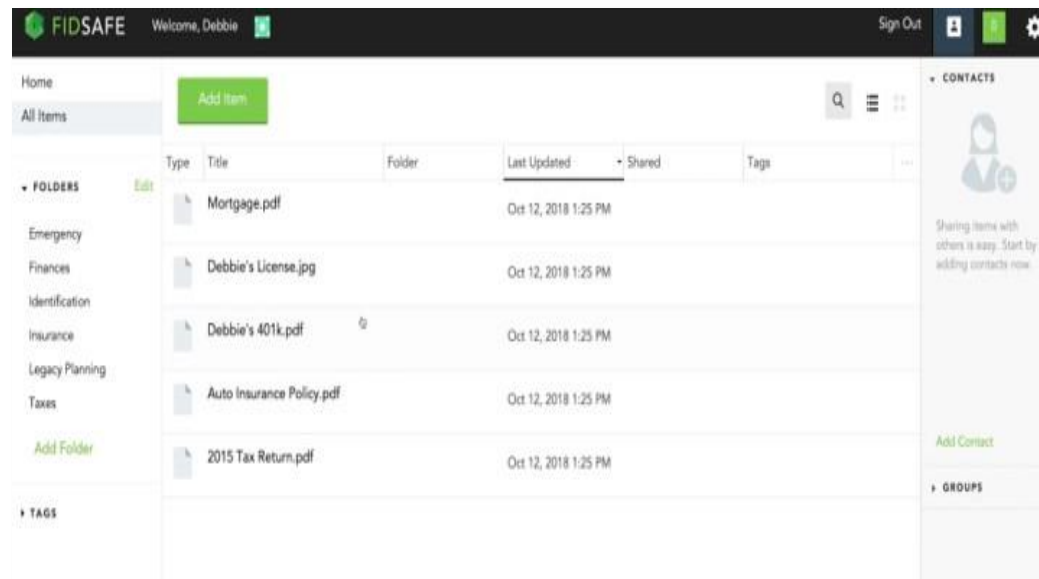 FIDSAFE Welcome, Debbie Sign Out
Home
All Items
FOLDERS Edit
Emergency
Finances
Identification
Insurance
Legacy Planning
Taxes
Add Folder
TAGS
Add Item
Type Title Folder Last Updated Shared Tags
Mortgage.pdf Oct 12, 2018 1:25 PM
Debbie's License.jpg Oct 12, 2018 1:25 PM
Debbie's 401k.pdf Oct 12, 2018 1:25 PM
Auto Insurance Policy.pdf Oct 12, 2018 1:25 PM
2015 Tax Return.pdf Oct 12, 2018 1:25 PM
CONTACTS
Sharing items with
others is easy. Start by
adding contacts now.
Add Contact
GROUPS